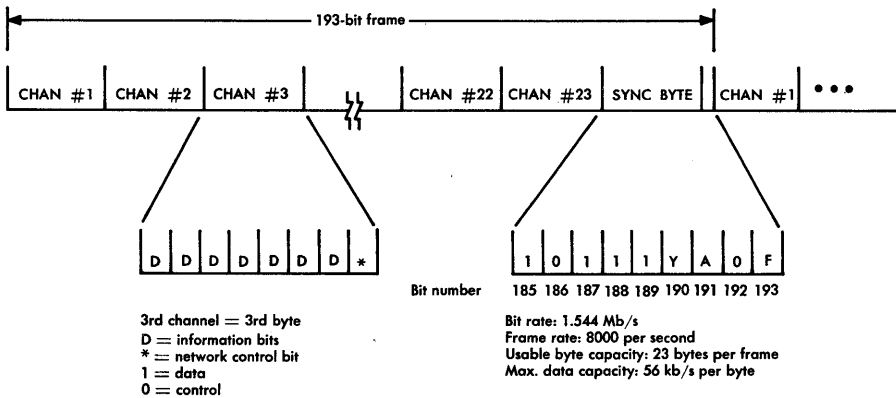 193-bit frame
CHAN #1 CHAN #2 CHAN #3 CHAN #22 CHAN #23 SYNC BYTE CHAN #1 •••
D D D D D D D * 1 0 1 1 1 Y A 0 F
Bit number 185 186 187 188 189 190 191 192 193
3rd channel = 3rd byte
D = information bits
* = network control bit
1 = data
0 = control
Bit rate: 1.544 Mb/s
Frame rate: 8000 per second
Usable byte capacity: 23 bytes per frame
Max. data capacity: 56 kb/s per byte